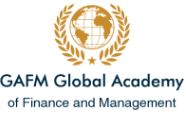 GAFM Global Academy
of Finance and Management